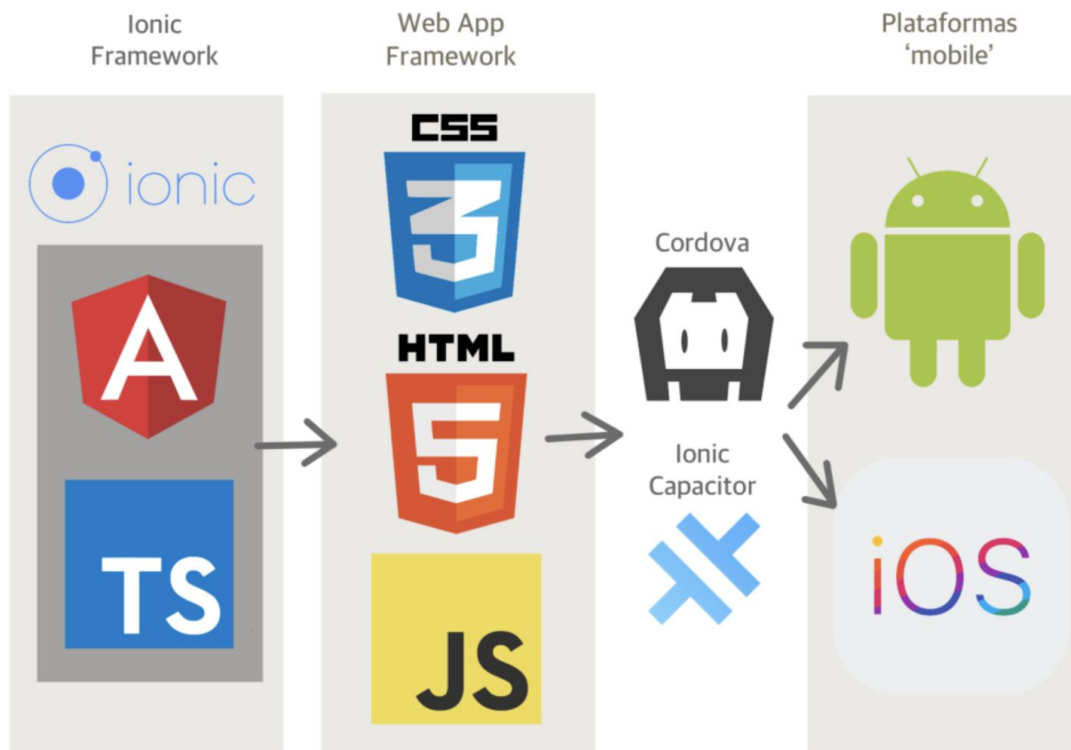 Ionic
Framework
ionic
A
TS
Web App
Framework
CSS
3
HTML
5
JS
Cordova
Ionic
Capacitor
Plataformas
‘mobile’
iOS